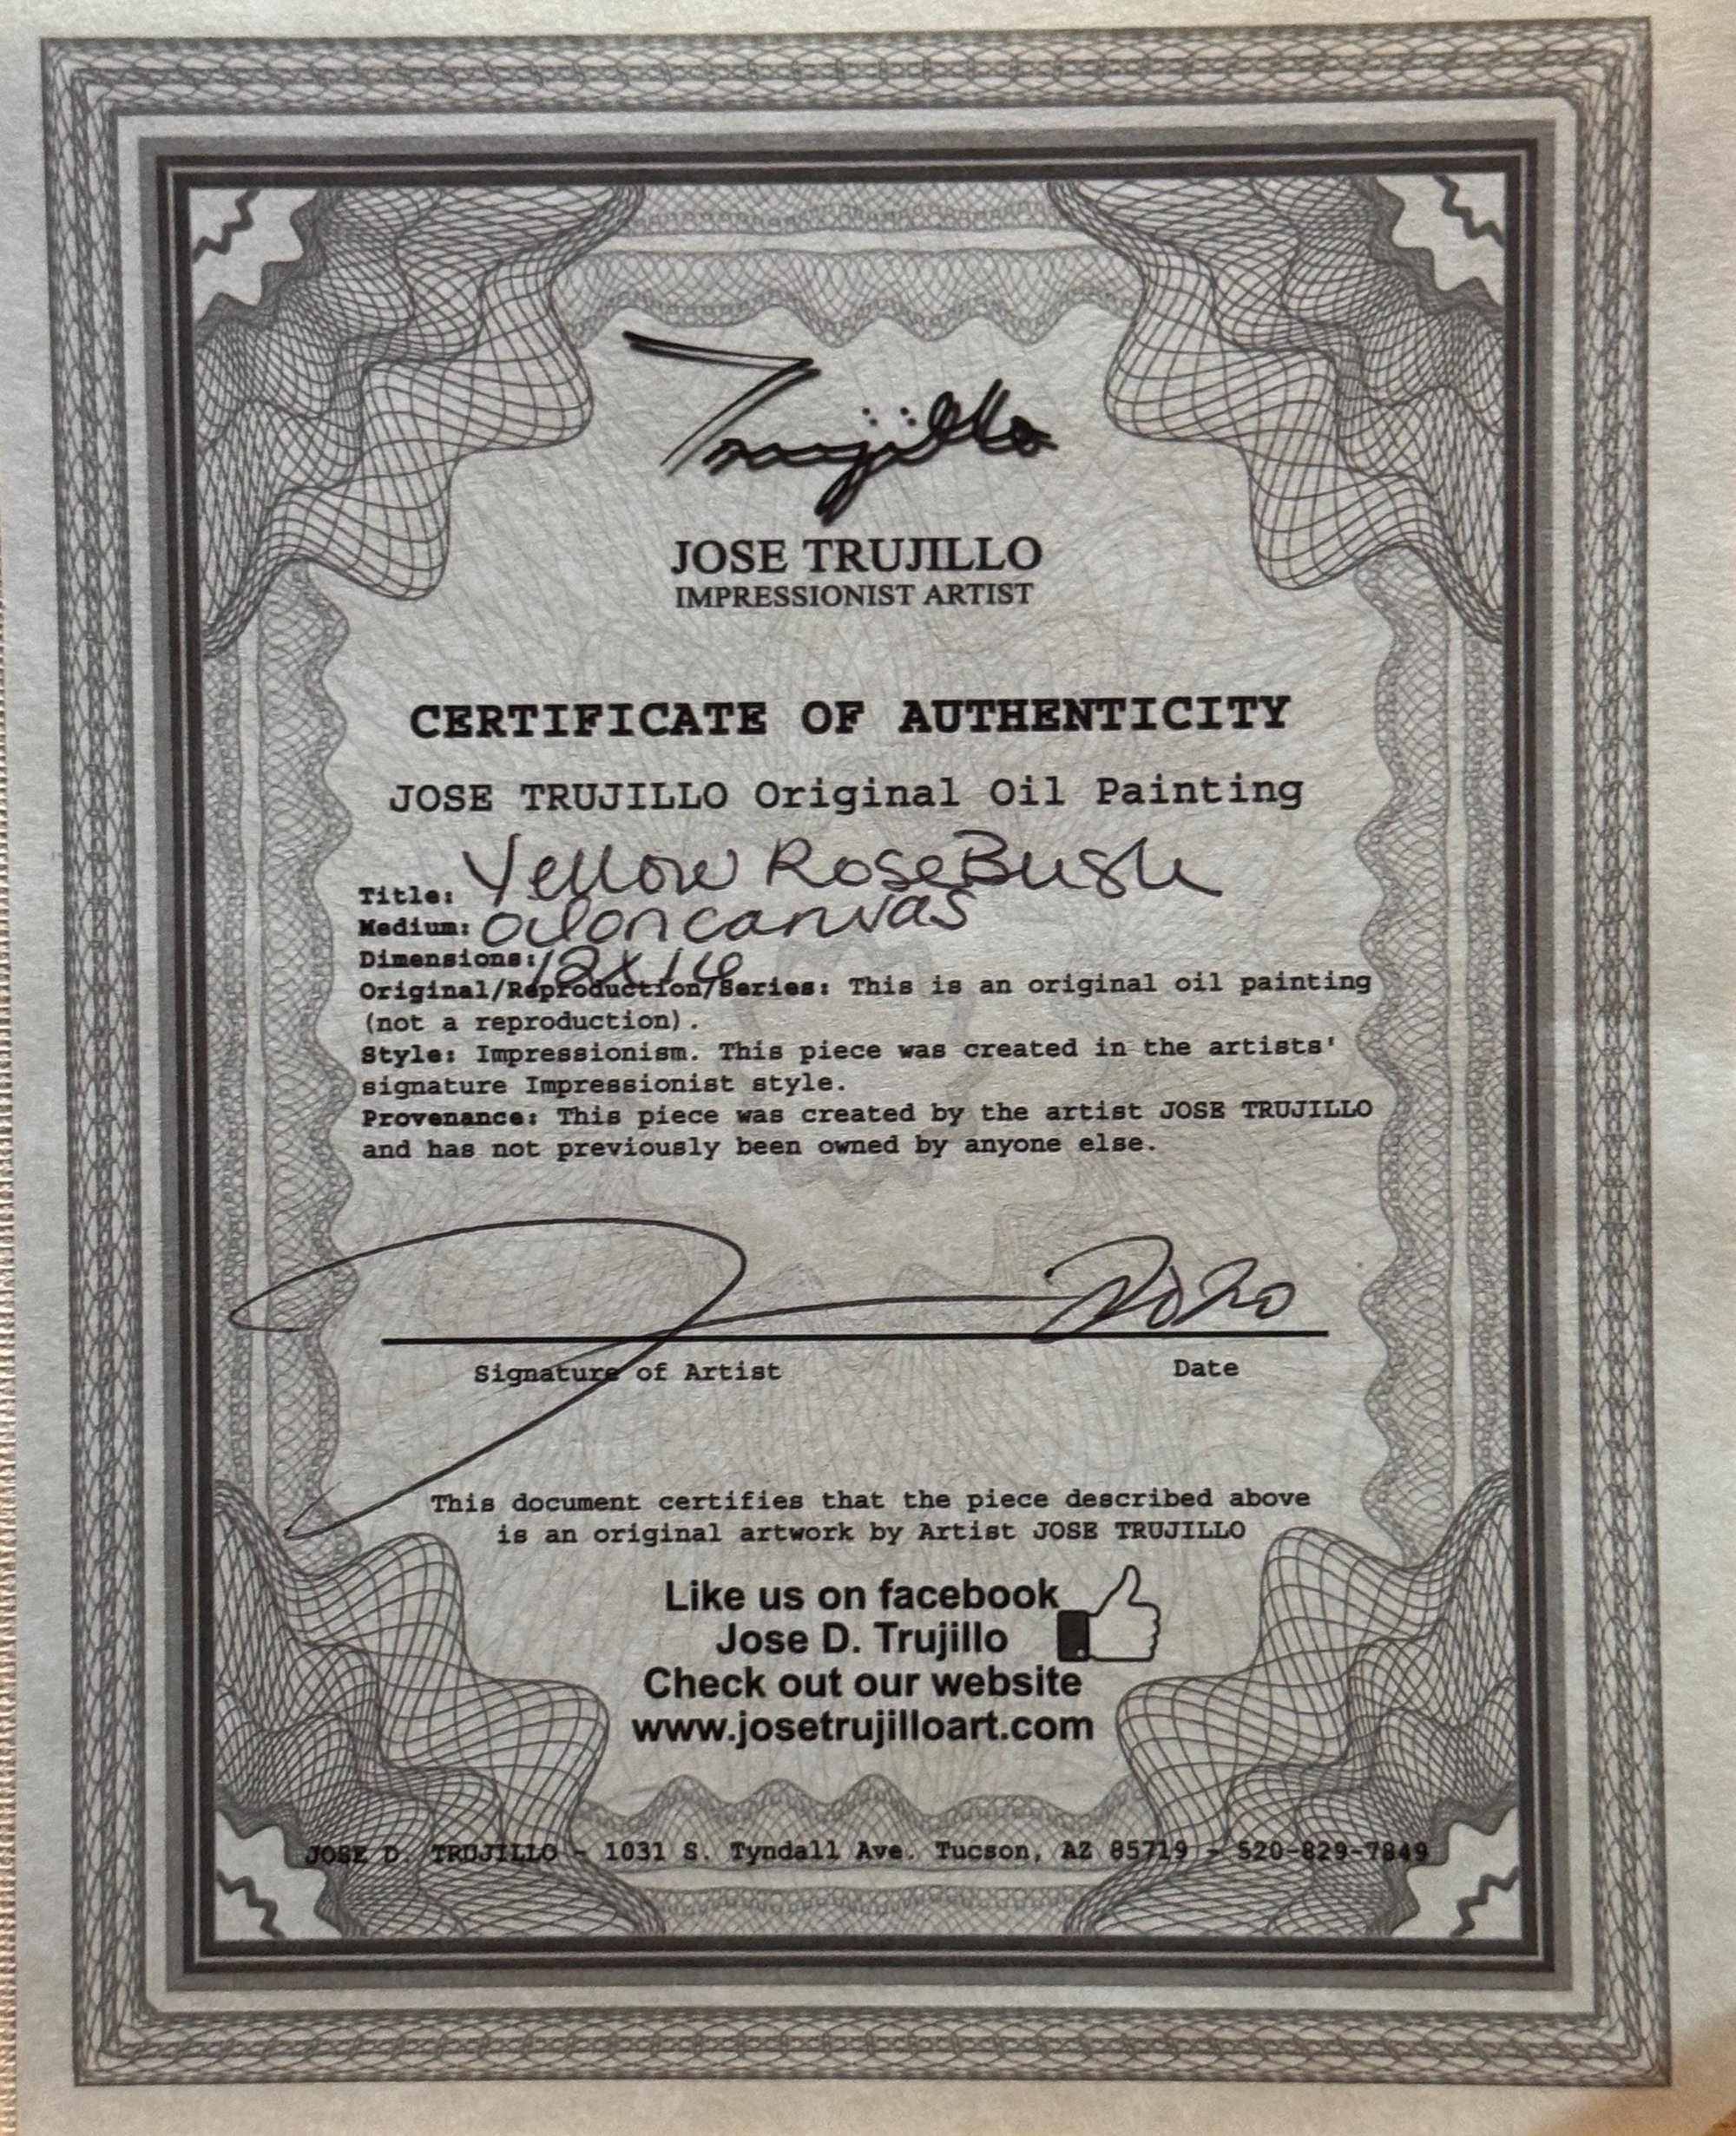 Trujillo
JOSE TRUJILLO
IMPRESSIONIST ARTIST
CERTIFICATE OF AUTHENTICITY
JOSE TRUJILLO Original Oil Painting
Title: Yellow Rose Bush
Medium: oil on canvas
Dimensions: 12x16
Original/Reproduction/Series: This is an original oil painting
(not a reproduction).
Style: Impressionism. This piece was created in the artists'
signature Impressionist style.
Provenance: This piece was created by the artist JOSE TRUJILLO
and has not previously been owned by anyone else.
2020
Signature of Artist Date
This document certifies that the piece described above
is an original artwork by Artist JOSE TRUJILLO
Like us on facebook
Jose D. Trujillo
Check out our website
www.josetrujilloart.com
JOSE D. TRUJILLO - 1031 S. Tyndall Ave. Tucson, AZ 85719 - 520-829-7849